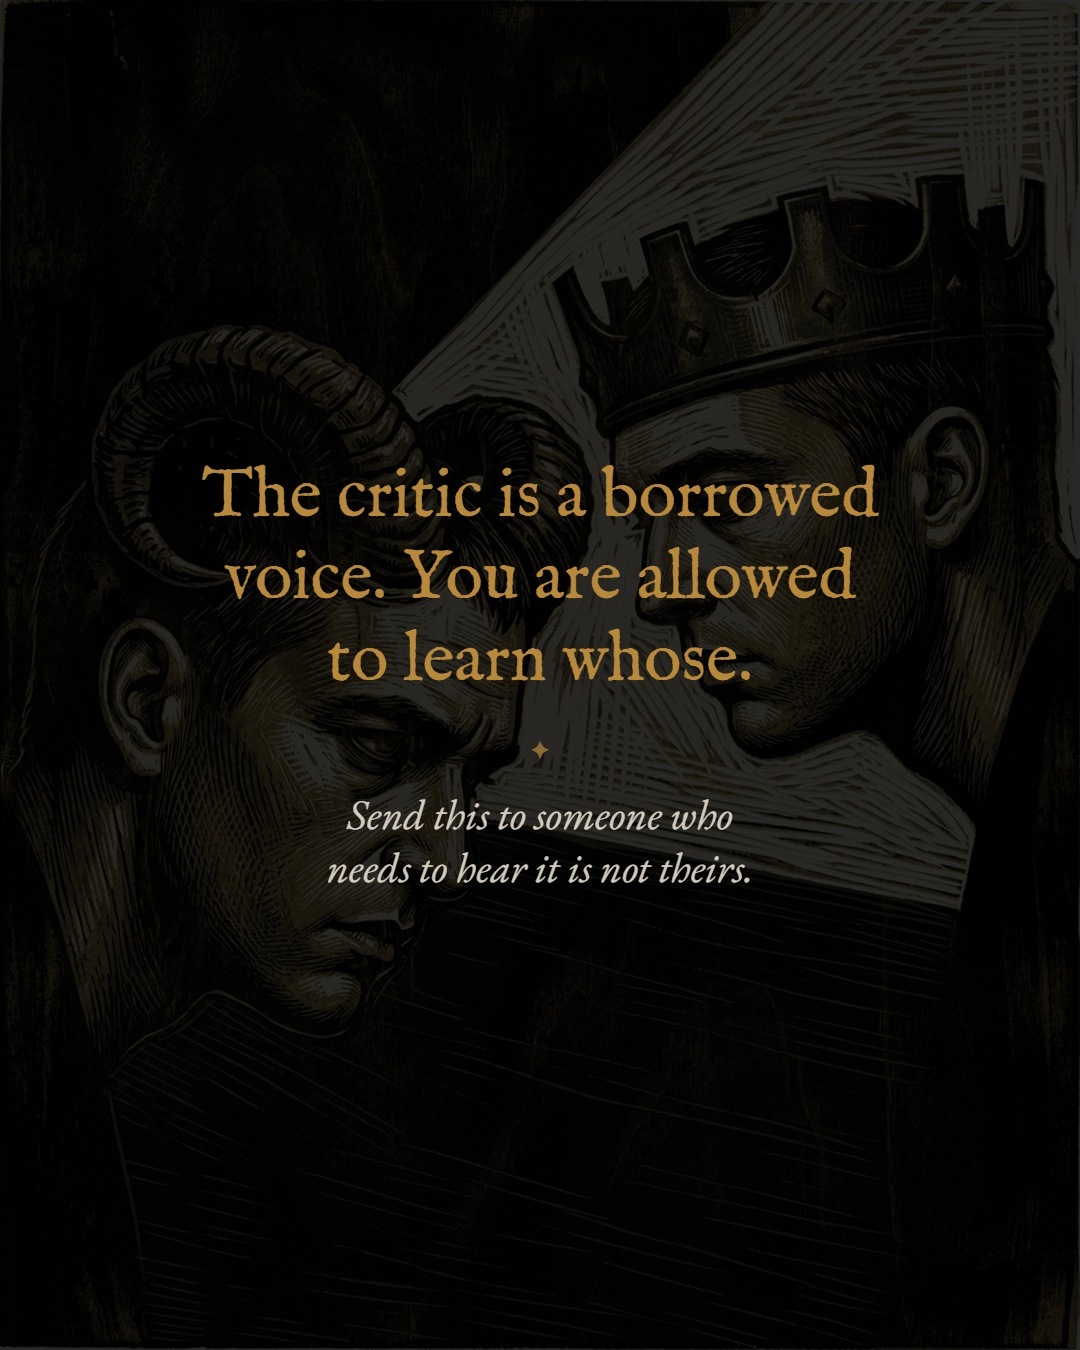 The critic is a borrowed
voice. You are allowed
to learn whose.
Send this to someone who
needs to hear it is not theirs.